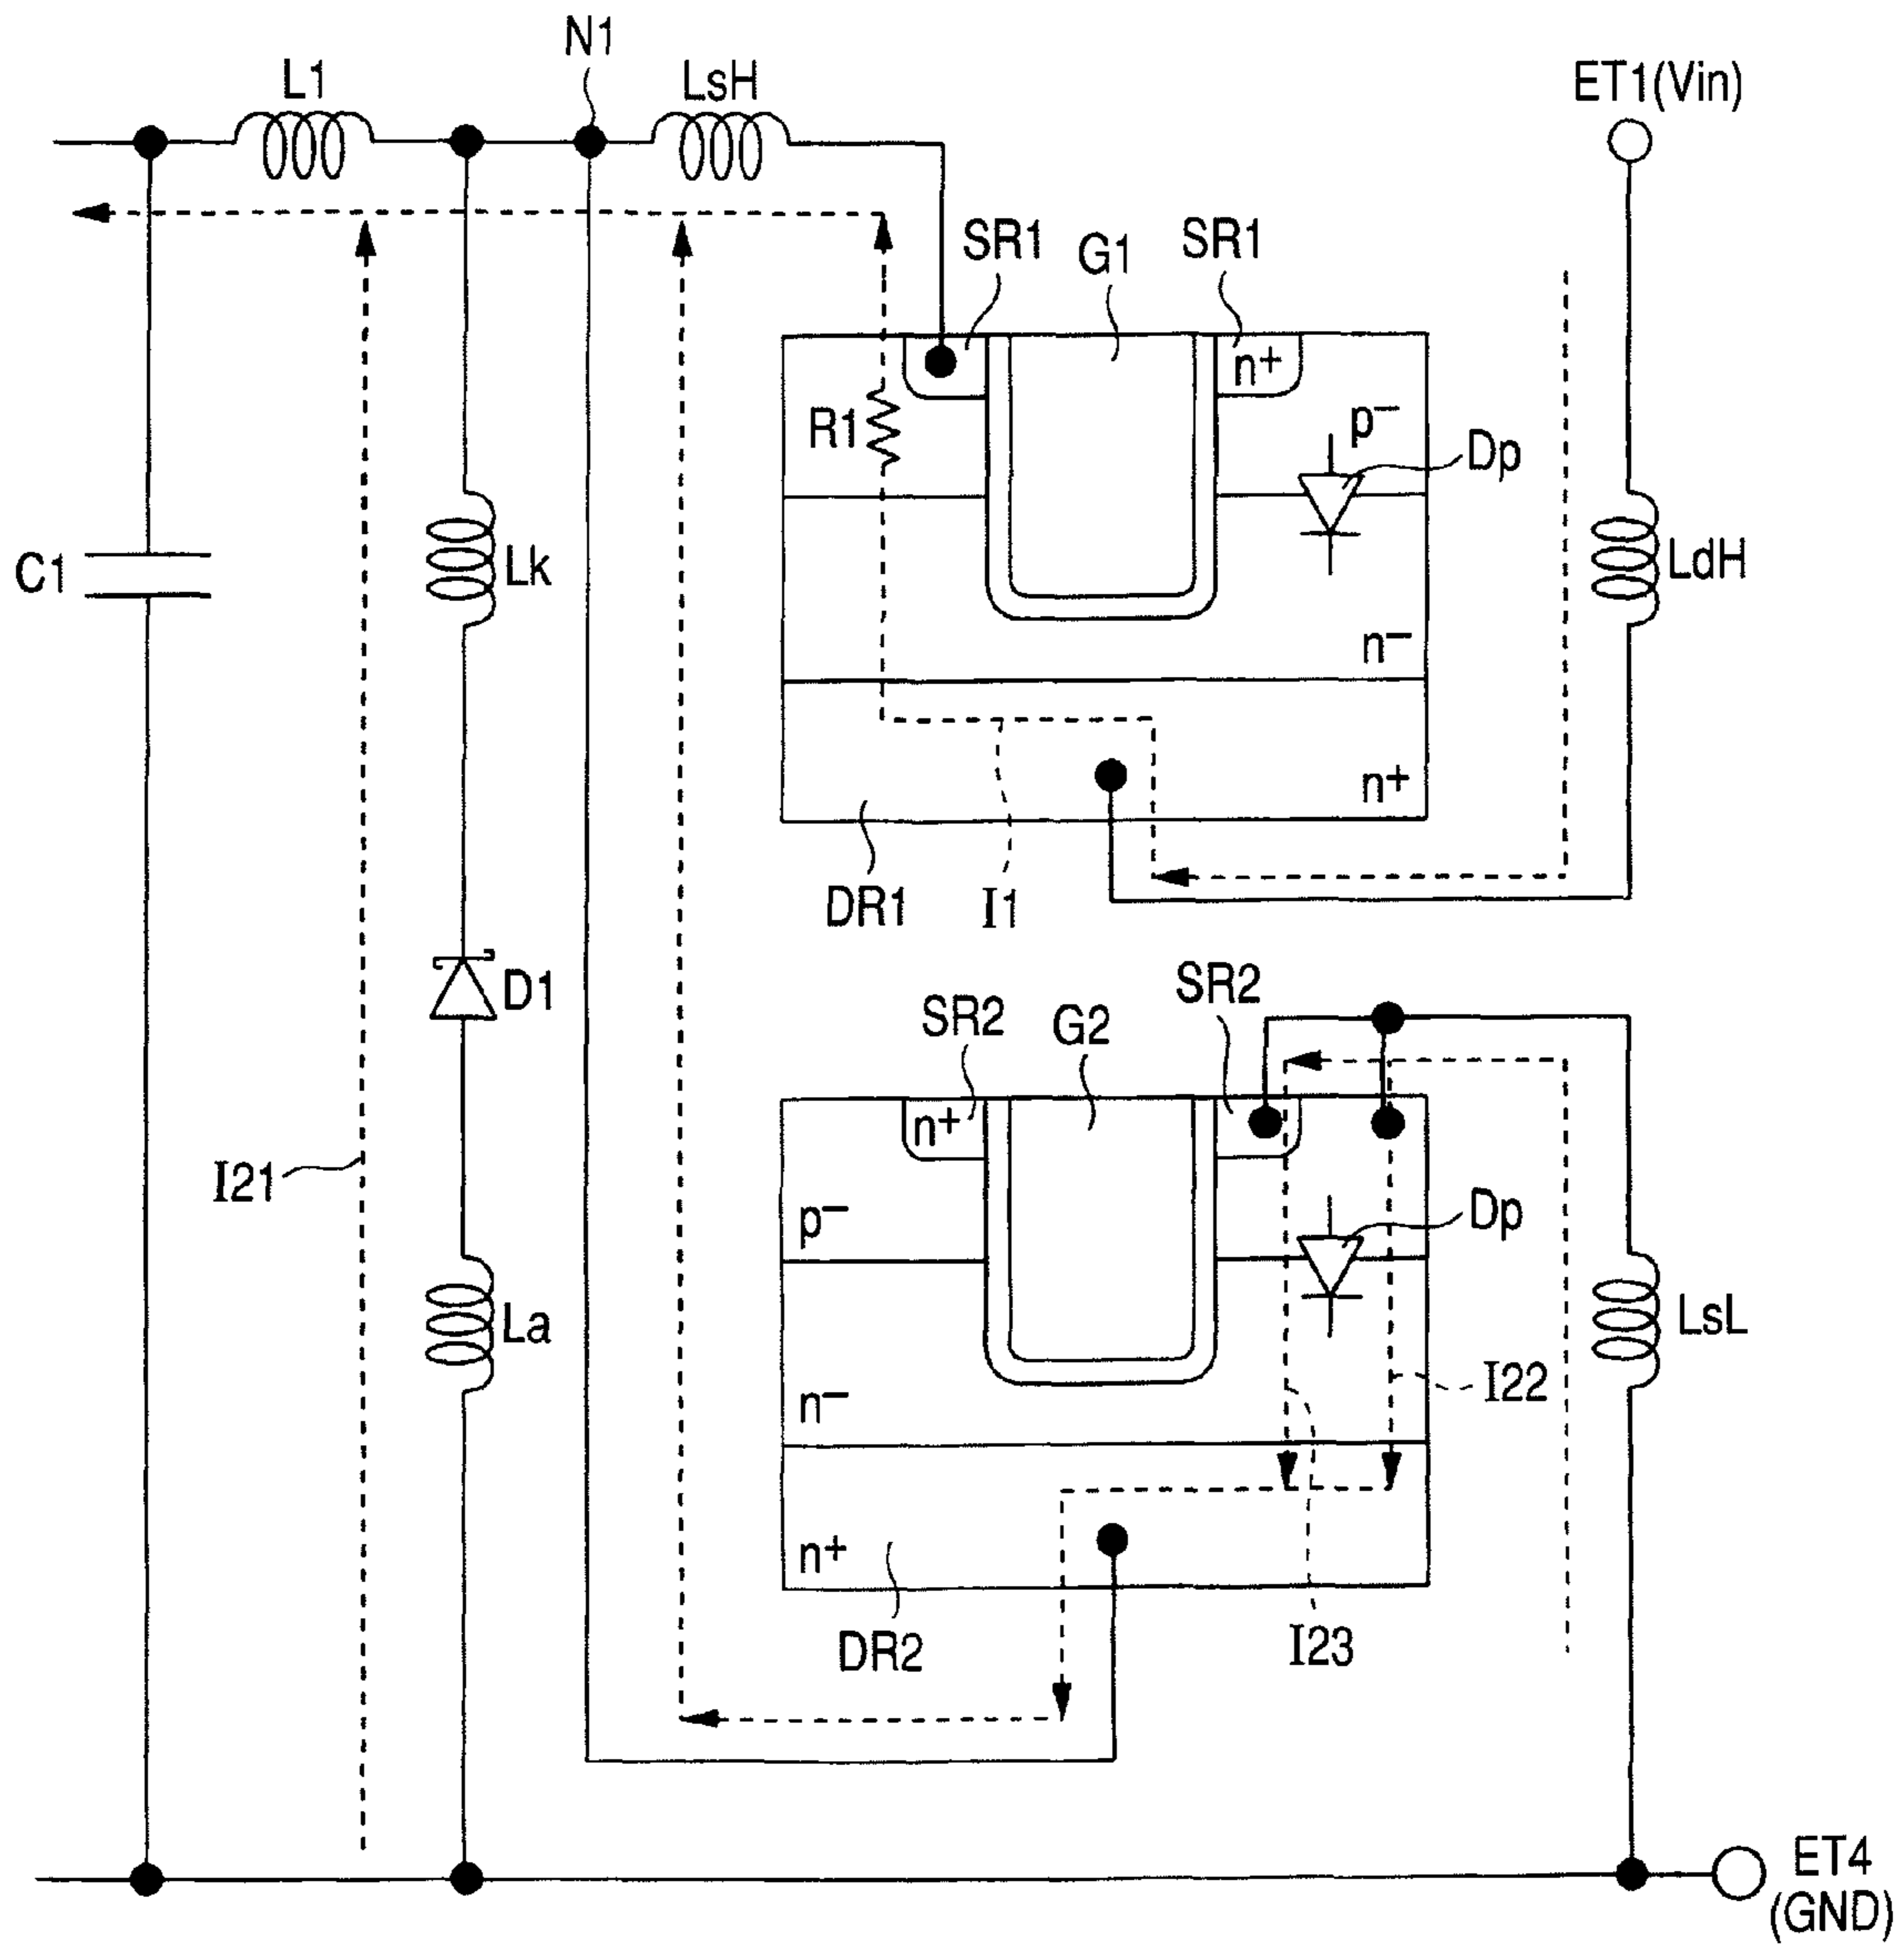 N1
L1
LsH
ET1(Vin)
SR1
G1
SR1
n+
R1
p−
Dp
C1
Lk
LdH
n−
n+
DR1
I1
D1
SR2
G2
SR2
n+
I21
p−
Dp
La
LsL
n−
I22
n+
DR2
I23
ET4
(GND)